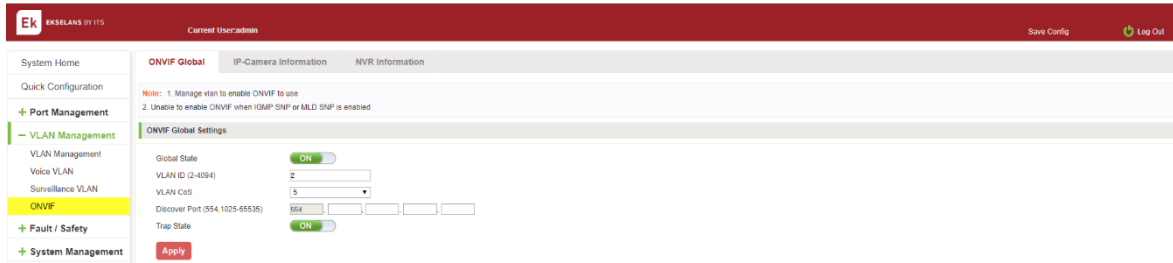 Ek EKSELANS BY ITS
Current User:admin
Save Config
Log Out
System Home
Quick Configuration
+ Port Management
− VLAN Management
VLAN Management
Voice VLAN
Surveillance VLAN
ONVIF
+ Fault / Safety
+ System Management
ONVIF Global IP-Camera Information NVR Information
Note: 1. Manage vlan to enable ONVIF to use
2. Unable to enable ONVIF when IGMP SNP or MLD SNP is enabled
ONVIF Global Settings
Global State ON
VLAN ID (2-4094) 2
VLAN CoS 5
Discover Port (554,1025-65535) 554 , , , ,
Trap State ON
Apply